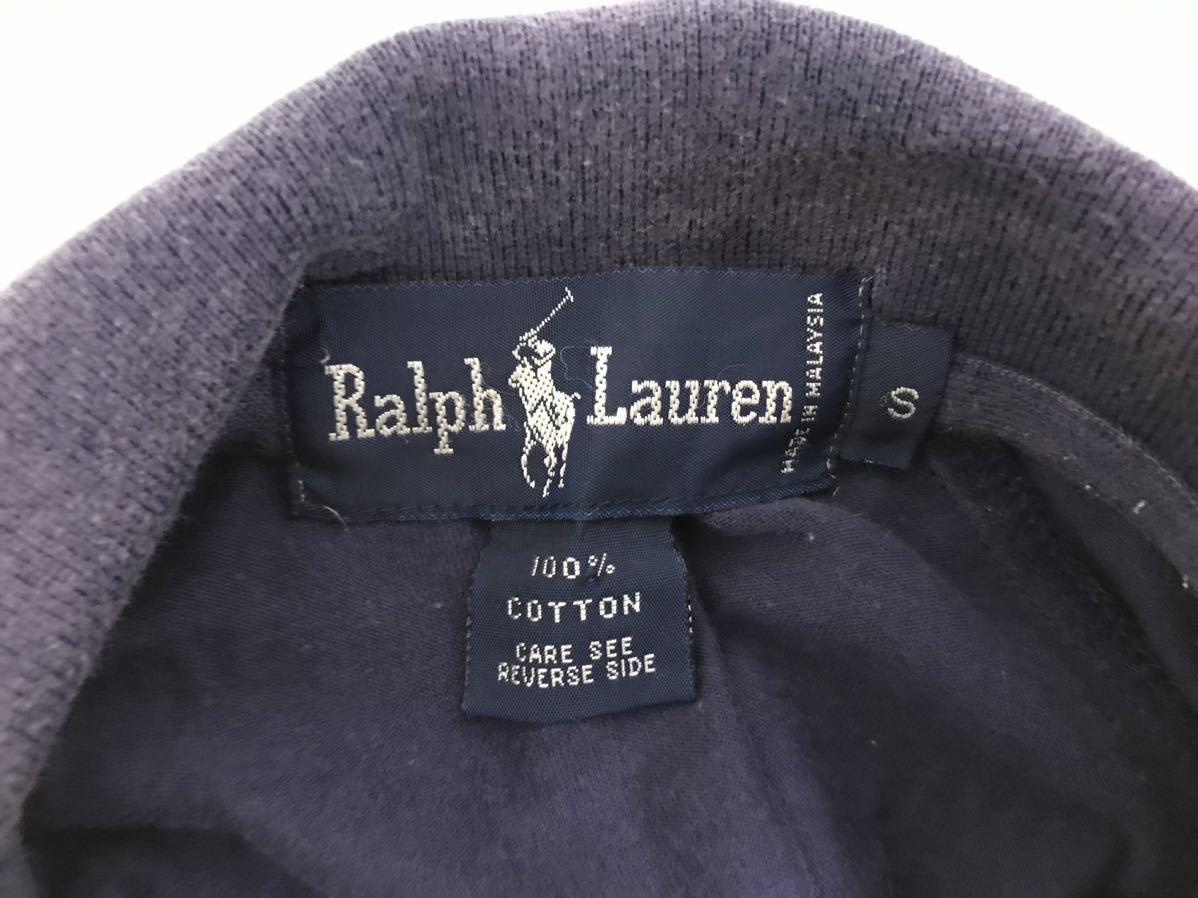 Ralph Lauren
MADE IN MALAYSIA
S
100%
COTTON
CARE SEE
REVERSE SIDE